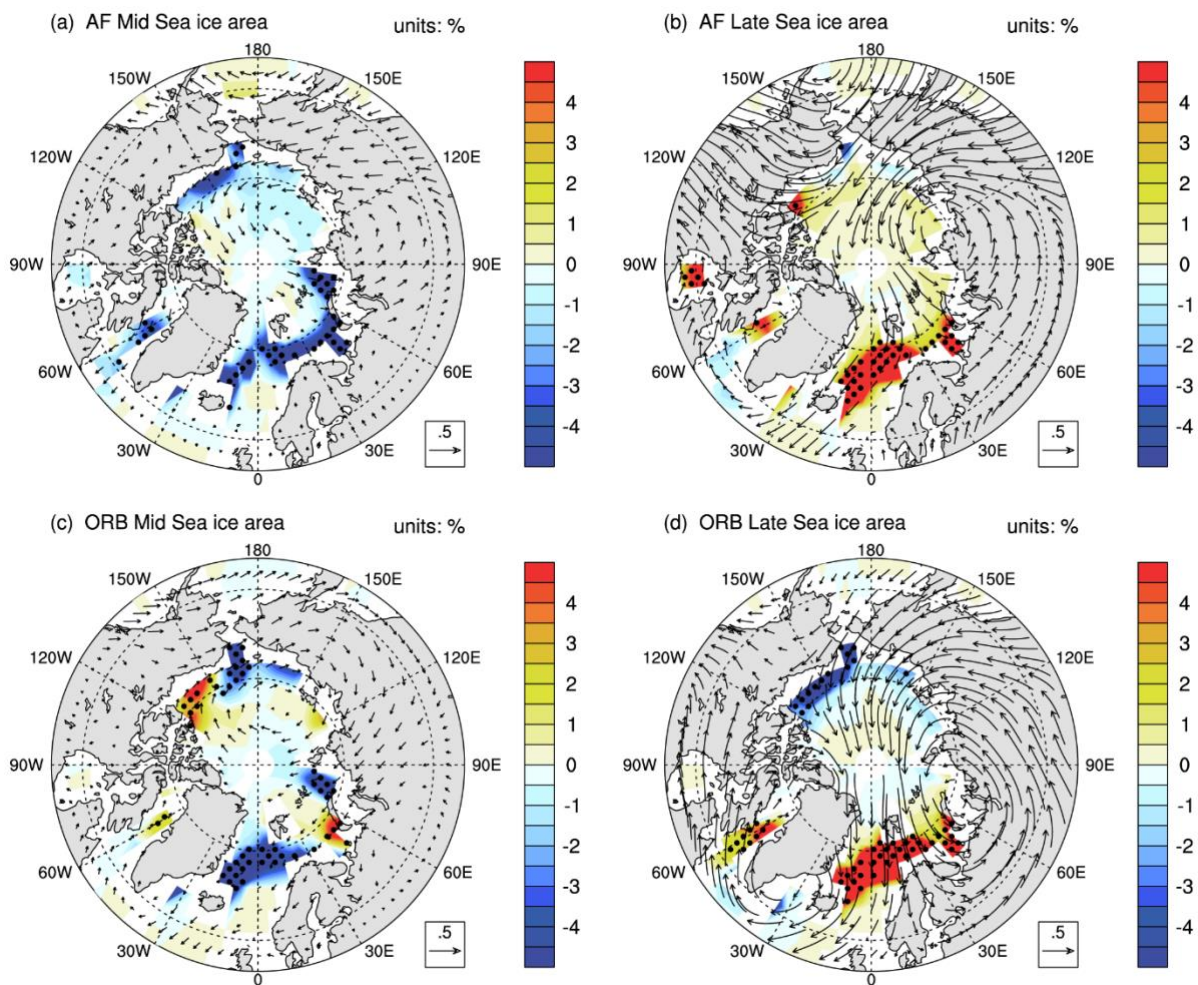 (a) AF Mid Sea ice area units: %
180
150W 150E
120W 120E
90W 90E
60W 60E
30W 30E
0
4
3
2
1
0
-1
-2
-3
-4
.5
(b) AF Late Sea ice area units: %
180
150W 150E
120W 120E
90W 90E
60W 60E
30W 30E
0
4
3
2
1
0
-1
-2
-3
-4
.5
(c) ORB Mid Sea ice area units: %
180
150W 150E
120W 120E
90W 90E
60W 60E
30W 30E
0
4
3
2
1
0
-1
-2
-3
-4
.5
(d) ORB Late Sea ice area units: %
180
150W 150E
120W 120E
90W 90E
60W 60E
30W 30E
0
4
3
2
1
0
-1
-2
-3
-4
.5